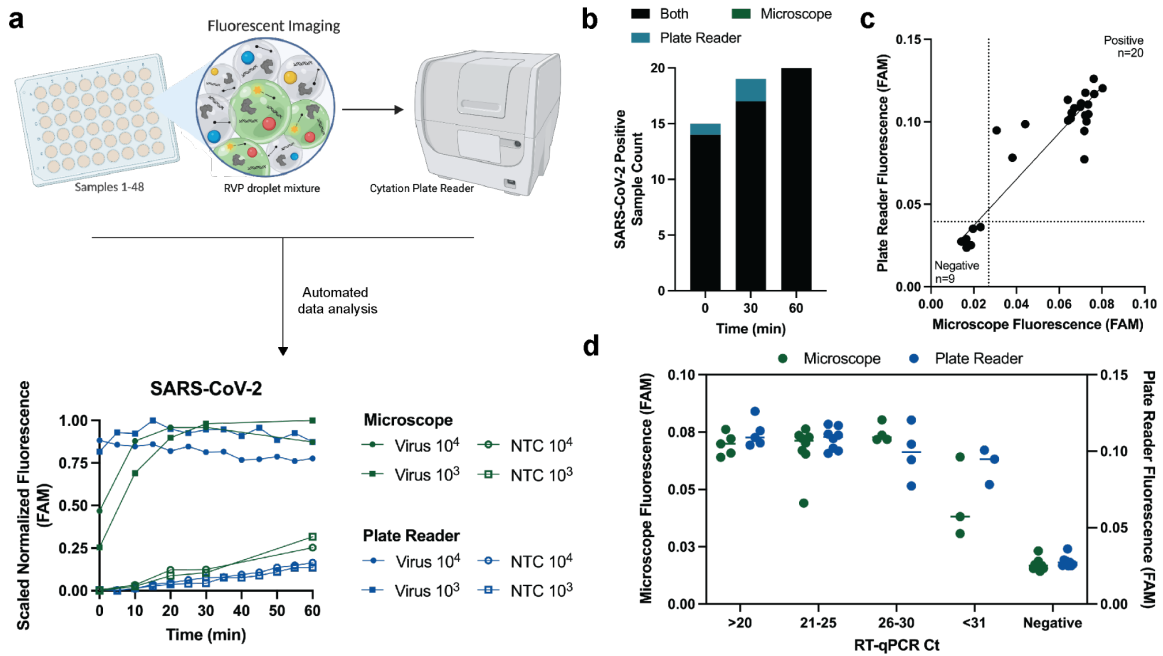 a
Fluorescent Imaging
Samples 1-48
RVP droplet mixture
Cytation Plate Reader
Automated
data analysis
SARS-CoV-2
Scaled Normalized Fluorescence
(FAM)
1.00
0.75
0.50
0.25
0.00
0 10 20 30 40 50 60
Time (min)
Microscope
Virus 10⁴ NTC 10⁴
Virus 10³ NTC 10³
Plate Reader
Virus 10⁴ NTC 10⁴
Virus 10³ NTC 10³
b
Both Microscope
Plate Reader
SARS-CoV-2 Positive
Sample Count
20
15
10
5
0
0 30 60
Time (min)
c
Plate Reader Fluorescence (FAM)
0.15
0.10
0.05
0.00
Positive
n=20
Negative
n=9
0.00 0.02 0.04 0.06 0.08 0.10
Microscope Fluorescence (FAM)
d
Microscope Plate Reader
Microscope Fluorescence (FAM)
0.10
0.08
0.05
0.03
0.00
Plate Reader Fluorescence
(FAM)
0.15
0.10
0.05
0.00
>20 21-25 26-30 <31 Negative
RT-qPCR Ct